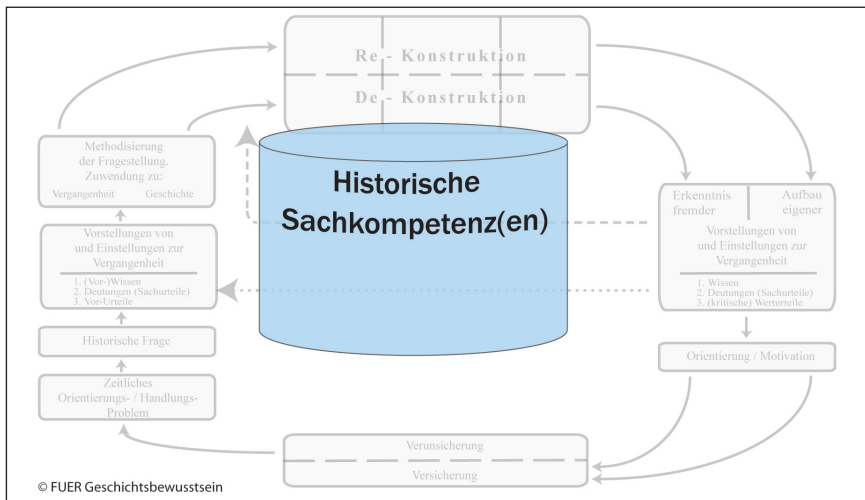 Re - Konstruktion
De - Konstruktion
Historische
Sachkompetenz(en)
Methodisierung
der Fragestellung.
Zuwendung zu:
Vergangenheit Geschichte
Vorstellungen von
und Einstellungen zur
Vergangenheit
1. (Vor-)Wissen
2. Deutungen (Sachurteile)
3. Vor-Urteile
Historische Frage
Zeitliches
Orientierungs- / Handlungs-
Problem
Erkenntnis
fremder
Aufbau
eigener
Vorstellungen von
und Einstellungen zur
Vergangenheit
1. Wissen
2. Deutungen (Sachurteile)
3. (kritische) Werturteile
Orientierung / Motivation
Verunsicherung
Versicherung
© FUER Geschichtsbewusstsein